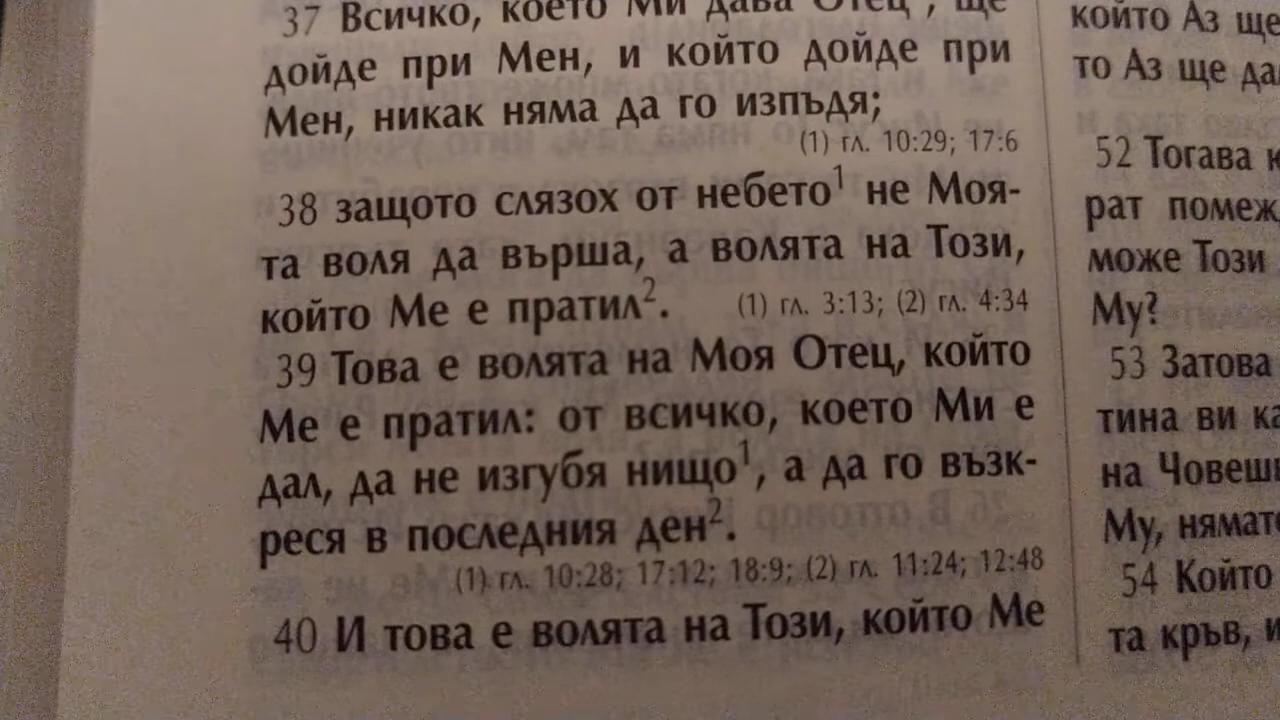 37 Всичко, което Ми дава Отец¹, ще
дойде при Мен, и който дойде при
Мен, никак няма да го изпъдя;
(1) гл. 10:29; 17:6
38 защото слязох от небето¹ не Моя-
та воля да върша, а волята на Този,
който Ме е пратил².
(1) гл. 3:13; (2) гл. 4:34
39 Това е волята на Моя Отец, който
Ме е пратил: от всичко, което Ми е
дал, да не изгубя нищо¹, а да го възк-
реся в последния ден².
(1) гл. 10:28; 17:12; 18:9; (2) гл. 11:24; 12:48
40 И това е волята на Този, който Ме
който Аз ще
то Аз ще да
52 Тогава
рат помеж
може Този
Му?
53 Затова
тина ви ка
на Човеш
Му, нямат
54 Който
та кръв, и